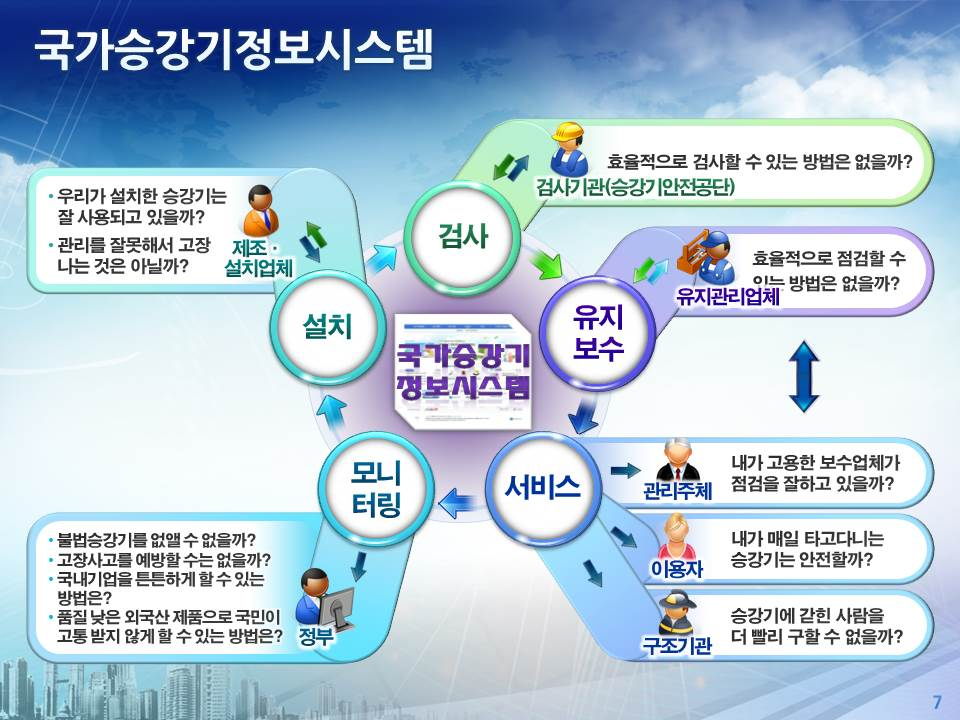 국가승강기정보시스템
효율적으로 검사할 수 있는 방법은 없을까?
검사기관(승강기안전공단)
• 우리가 설치한 승강기는
잘 사용되고 있을까?
• 관리를 잘못해서 고장
나는 것은 아닐까?
제조·
설치업체
검사
효율적으로 점검할 수
있는 방법은 없을까?
유지관리업체
설치
유지
보수
국가승강기
정보시스템
모니
터링
서비스
내가 고용한 보수업체가
점검을 잘하고 있을까?
관리주체
내가 매일 타고다니는
승강기는 안전할까?
이용자
승강기에 갇힌 사람을
더 빨리 구할 수 없을까?
구조기관
• 불법승강기를 없앨 수 없을까?
• 고장사고를 예방할 수는 없을까?
• 국내기업을 튼튼하게 할 수 있는
방법은?
• 품질 낮은 외국산 제품으로 국민이
고통 받지 않게 할 수 있는 방법은?
정부
7